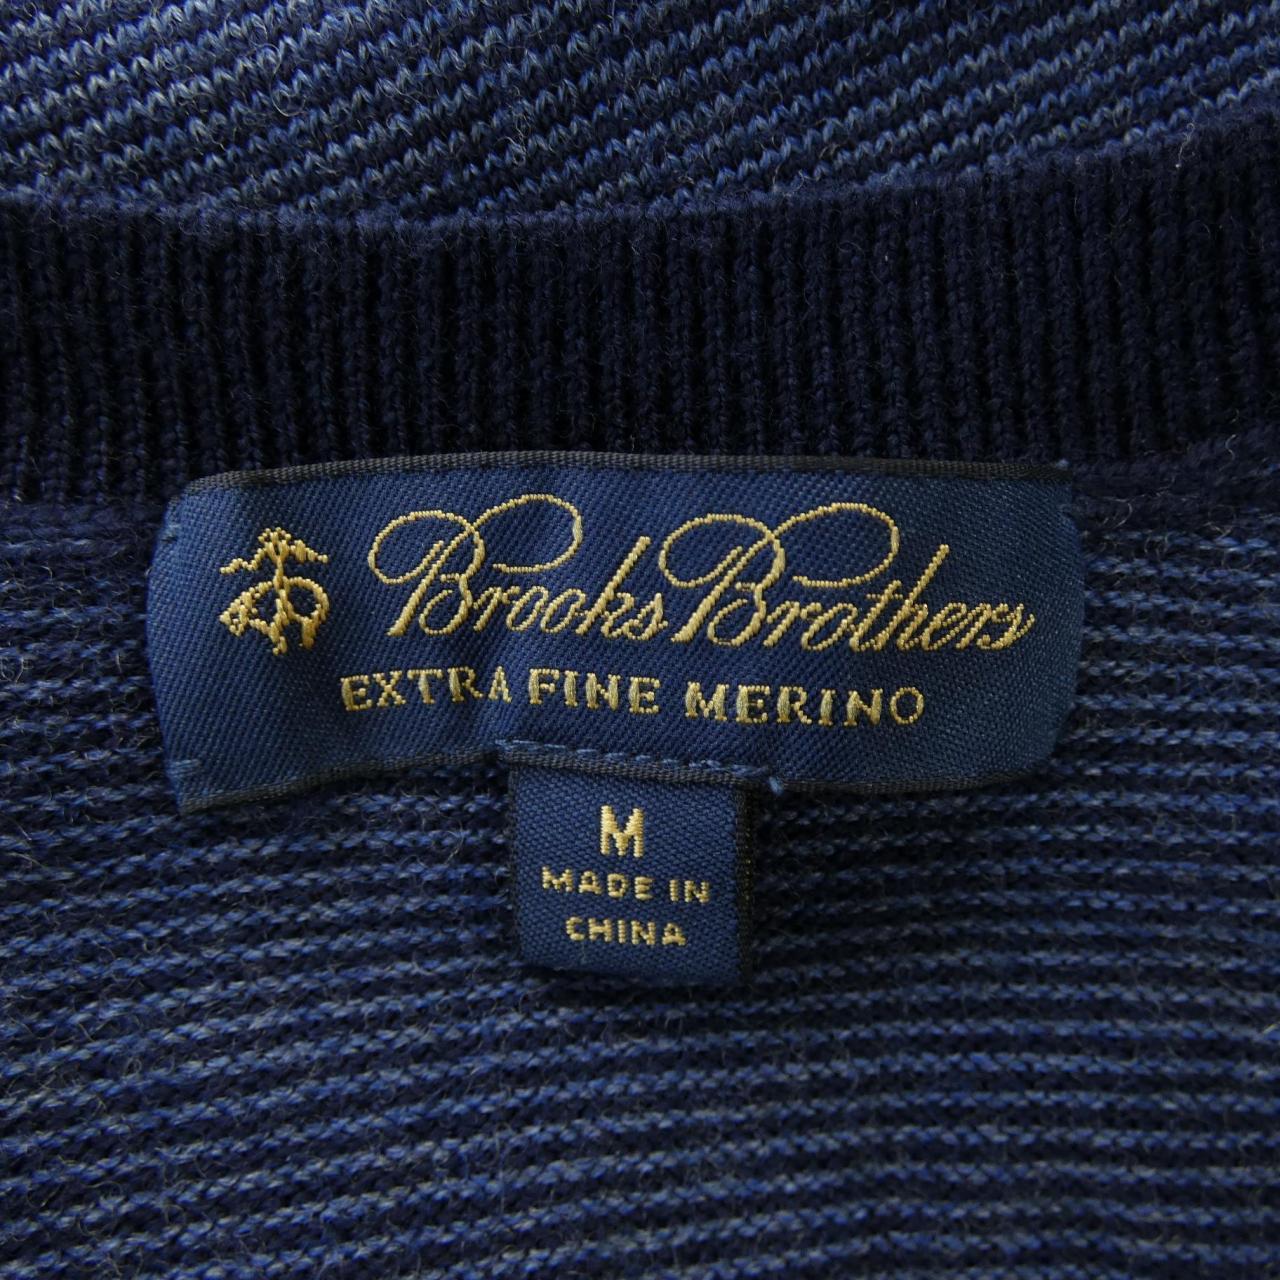 Brooks Brothers
EXTRA FINE MERINO
M
MADE IN
CHINA